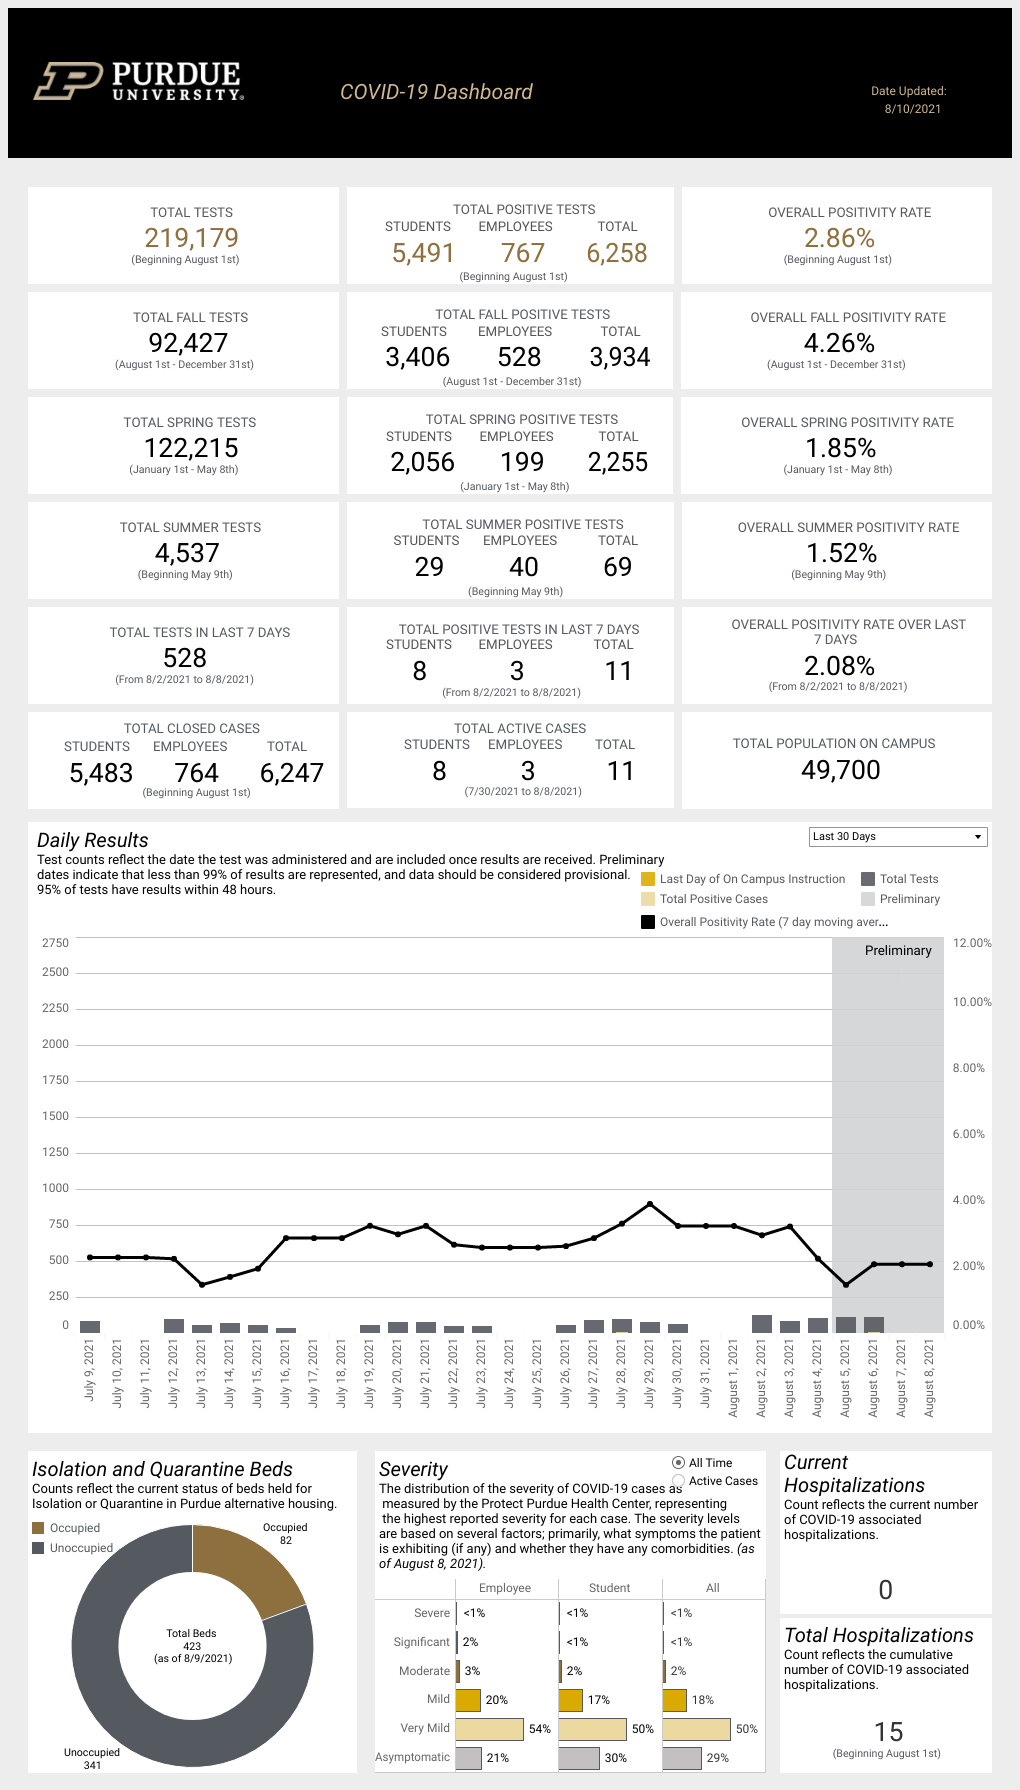 PURDUE
UNIVERSITY®
COVID-19 Dashboard
Date Updated:
8/10/2021
TOTAL TESTS
219,179
(Beginning August 1st)
TOTAL POSITIVE TESTS
STUDENTS EMPLOYEES TOTAL
5,491 767 6,258
(Beginning August 1st)
OVERALL POSITIVITY RATE
2.86%
(Beginning August 1st)
TOTAL FALL TESTS
92,427
(August 1st - December 31st)
TOTAL FALL POSITIVE TESTS
STUDENTS EMPLOYEES TOTAL
3,406 528 3,934
(August 1st - December 31st)
OVERALL FALL POSITIVITY RATE
4.26%
(August 1st - December 31st)
TOTAL SPRING TESTS
122,215
(January 1st - May 8th)
TOTAL SPRING POSITIVE TESTS
STUDENTS EMPLOYEES TOTAL
2,056 199 2,255
(January 1st - May 8th)
OVERALL SPRING POSITIVITY RATE
1.85%
(January 1st - May 8th)
TOTAL SUMMER TESTS
4,537
(Beginning May 9th)
TOTAL SUMMER POSITIVE TESTS
STUDENTS EMPLOYEES TOTAL
29 40 69
(Beginning May 9th)
OVERALL SUMMER POSITIVITY RATE
1.52%
(Beginning May 9th)
TOTAL TESTS IN LAST 7 DAYS
528
(From 8/2/2021 to 8/8/2021)
TOTAL POSITIVE TESTS IN LAST 7 DAYS
STUDENTS EMPLOYEES TOTAL
8 3 11
(From 8/2/2021 to 8/8/2021)
OVERALL POSITIVITY RATE OVER LAST
7 DAYS
2.08%
(From 8/2/2021 to 8/8/2021)
TOTAL CLOSED CASES
STUDENTS EMPLOYEES TOTAL
5,483 764 6,247
(Beginning August 1st)
TOTAL ACTIVE CASES
STUDENTS EMPLOYEES TOTAL
8 3 11
(7/30/2021 to 8/8/2021)
TOTAL POPULATION ON CAMPUS
49,700
Daily Results
Last 30 Days
Test counts reflect the date the test was administered and are included once results are received. Preliminary
dates indicate that less than 99% of results are represented, and data should be considered provisional.
95% of tests have results within 48 hours.
Last Day of On Campus Instruction Total Tests
Total Positive Cases Preliminary
Overall Positivity Rate (7 day moving aver...
Preliminary
2750
2500
2250
2000
1750
1500
1250
1000
750
500
250
0
12.00%
10.00%
8.00%
6.00%
4.00%
2.00%
0.00%
July 9, 2021
July 10, 2021
July 11, 2021
July 12, 2021
July 13, 2021
July 14, 2021
July 15, 2021
July 16, 2021
July 17, 2021
July 18, 2021
July 19, 2021
July 20, 2021
July 21, 2021
July 22, 2021
July 23, 2021
July 24, 2021
July 25, 2021
July 26, 2021
July 27, 2021
July 28, 2021
July 29, 2021
July 30, 2021
July 31, 2021
August 1, 2021
August 2, 2021
August 3, 2021
August 4, 2021
August 5, 2021
August 6, 2021
August 7, 2021
August 8, 2021
Isolation and Quarantine Beds
Counts reflect the current status of beds held for
Isolation or Quarantine in Purdue alternative housing.
Occupied
Unoccupied
Occupied
82
Total Beds
423
(as of 8/9/2021)
Unoccupied
341
Severity
All Time
Active Cases
The distribution of the severity of COVID-19 cases as
measured by the Protect Purdue Health Center, representing
the highest reported severity for each case. The severity levels
are based on several factors; primarily, what symptoms the patient
is exhibiting (if any) and whether they have any comorbidities. (as
of August 8, 2021).
Employee Student All
Severe <1% <1% <1%
Significant 2% <1% <1%
Moderate 3% 2% 2%
Mild 20% 17% 18%
Very Mild 54% 50% 50%
Asymptomatic 21% 30% 29%
Current
Hospitalizations
Count reflects the current number
of COVID-19 associated
hospitalizations.
0
Total Hospitalizations
Count reflects the cumulative
number of COVID-19 associated
hospitalizations.
15
(Beginning August 1st)